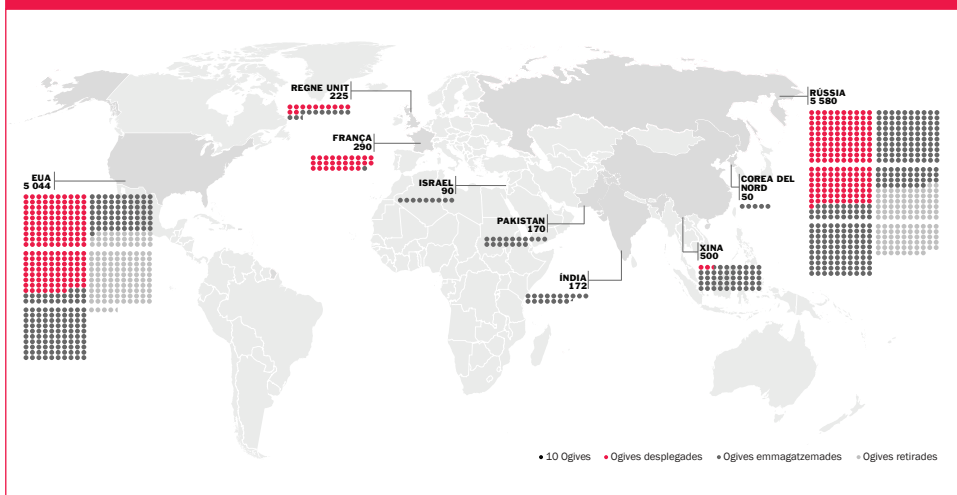 REGNE UNIT
225
FRANÇA
290
EUA
5 044
ISRAEL
90
PAKISTAN
170
ÍNDIA
172
RÚSSIA
5 580
COREA DEL
NORD
50
XINA
500
10 Ogives
Ogives desplegades
Ogives emmagatzemades
Ogives retirades